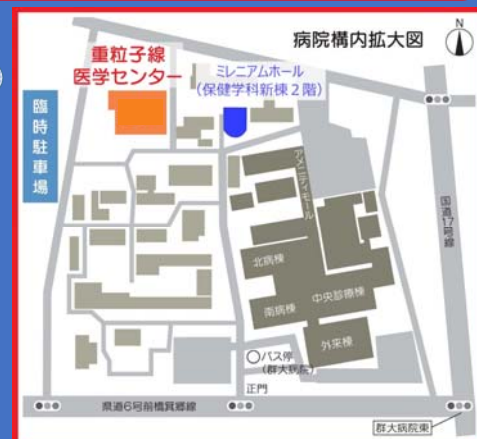 病院構内拡大図
N
重粒子線
医学センター
ミレニアムホール
(保健学科新棟2階)
臨時駐車場
アメニティモール
国道17号線
北病棟
南病棟
中央診療棟
外来棟
バス停
(群大病院)
正門
県道6号前橋箕郷線
群大病院東